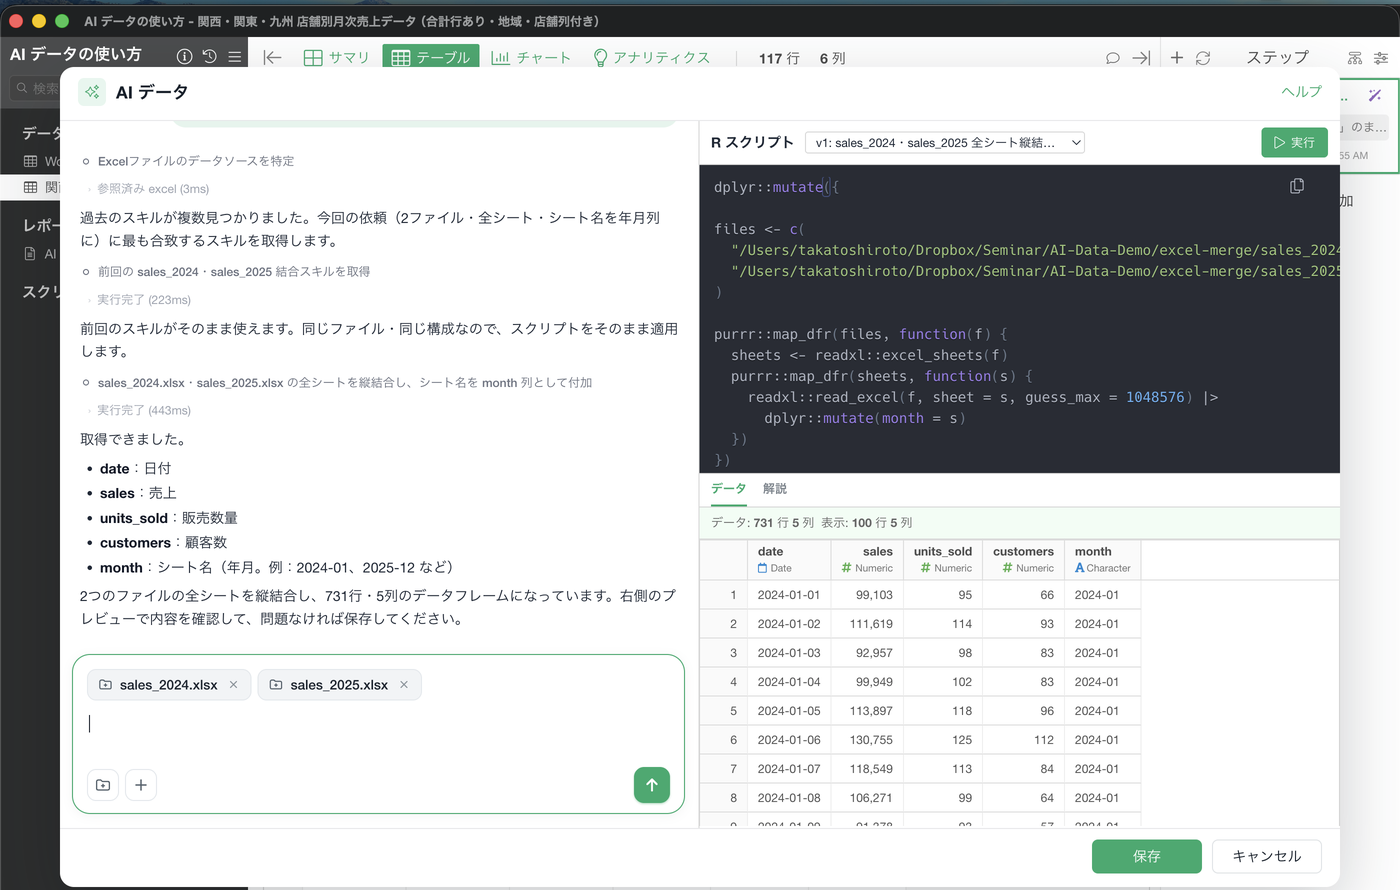 AI データの使い方 - 関西・関東・九州 店舗別月次売上データ (合計行あり・地域・店舗列付き)
AI データの使い方
サマリ
テーブル
チャート
アナリティクス
117 行 6 列
ステップ
検索
AI データ
ヘルプ
データ
関西
レポー
AI
スクリ
のま...
55 AM
加
Excelファイルのデータソースを特定
参照済み excel (3ms)
過去のスキルが複数見つかりました。今回の依頼（2ファイル・全シート・シート名を年月列
に）に最も合致するスキルを取得します。
前回の sales_2024・sales_2025 結合スキルを取得
実行完了 (223ms)
前回のスキルがそのまま使えます。同じファイル・同じ構成なので、スクリプトをそのまま適用
します。
sales_2024.xlsx・sales_2025.xlsx の全シートを縦結合し、シート名を month 列として付加
実行完了 (443ms)
取得できました。
• date：日付
• sales：売上
• units_sold：販売数量
• customers：顧客数
• month：シート名（年月。例：2024-01、2025-12 など）
2つのファイルの全シートを縦結合し、731行・5列のデータフレームになっています。右側のプ
レビューで内容を確認して、問題なければ保存してください。
sales_2024.xlsx ×
sales_2025.xlsx ×
R スクリプト
v1: sales_2024・sales_2025 全シート縦結...
実行
dplyr::mutate({
files <- c(
"/Users/takatoshiroto/Dropbox/Seminar/AI-Data-Demo/excel-merge/sales_2024
"/Users/takatoshiroto/Dropbox/Seminar/AI-Data-Demo/excel-merge/sales_2025
)
purrr::map_dfr(files, function(f) {
sheets <- readxl::excel_sheets(f)
purrr::map_dfr(sheets, function(s) {
readxl::read_excel(f, sheet = s, guess_max = 1048576) |>
dplyr::mutate(month = s)
})
})
データ 解説
データ: 731 行 5 列 表示: 100 行 5 列
date sales units_sold customers month
Date # Numeric # Numeric # Numeric A Character
1 2024-01-01 99,103 95 66 2024-01
2 2024-01-02 111,619 114 93 2024-01
3 2024-01-03 92,957 98 83 2024-01
4 2024-01-04 99,949 102 83 2024-01
5 2024-01-05 113,897 118 96 2024-01
6 2024-01-06 130,755 125 112 2024-01
7 2024-01-07 118,549 113 84 2024-01
8 2024-01-08 106,271 99 64 2024-01
保存
キャンセル